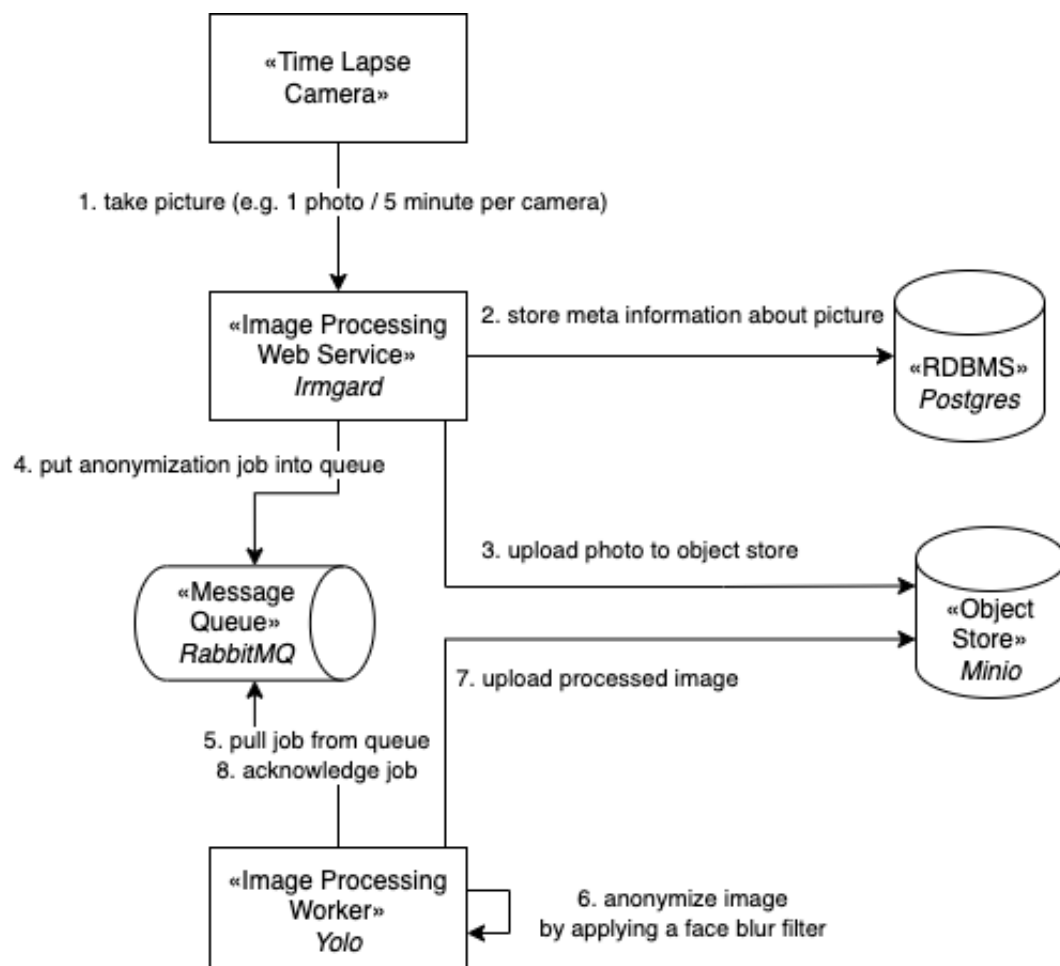 «Time Lapse
Camera»
1. take picture (e.g. 1 photo / 5 minute per camera)
«Image Processing
Web Service»
Irmgard
2. store meta information about picture
«RDBMS»
Postgres
4. put anonymization job into queue
3. upload photo to object store
«Message
Queue»
RabbitMQ
«Object
Store»
Minio
7. upload processed image
5. pull job from queue
8. acknowledge job
«Image Processing
Worker»
Yolo
6. anonymize image
by applying a face blur filter